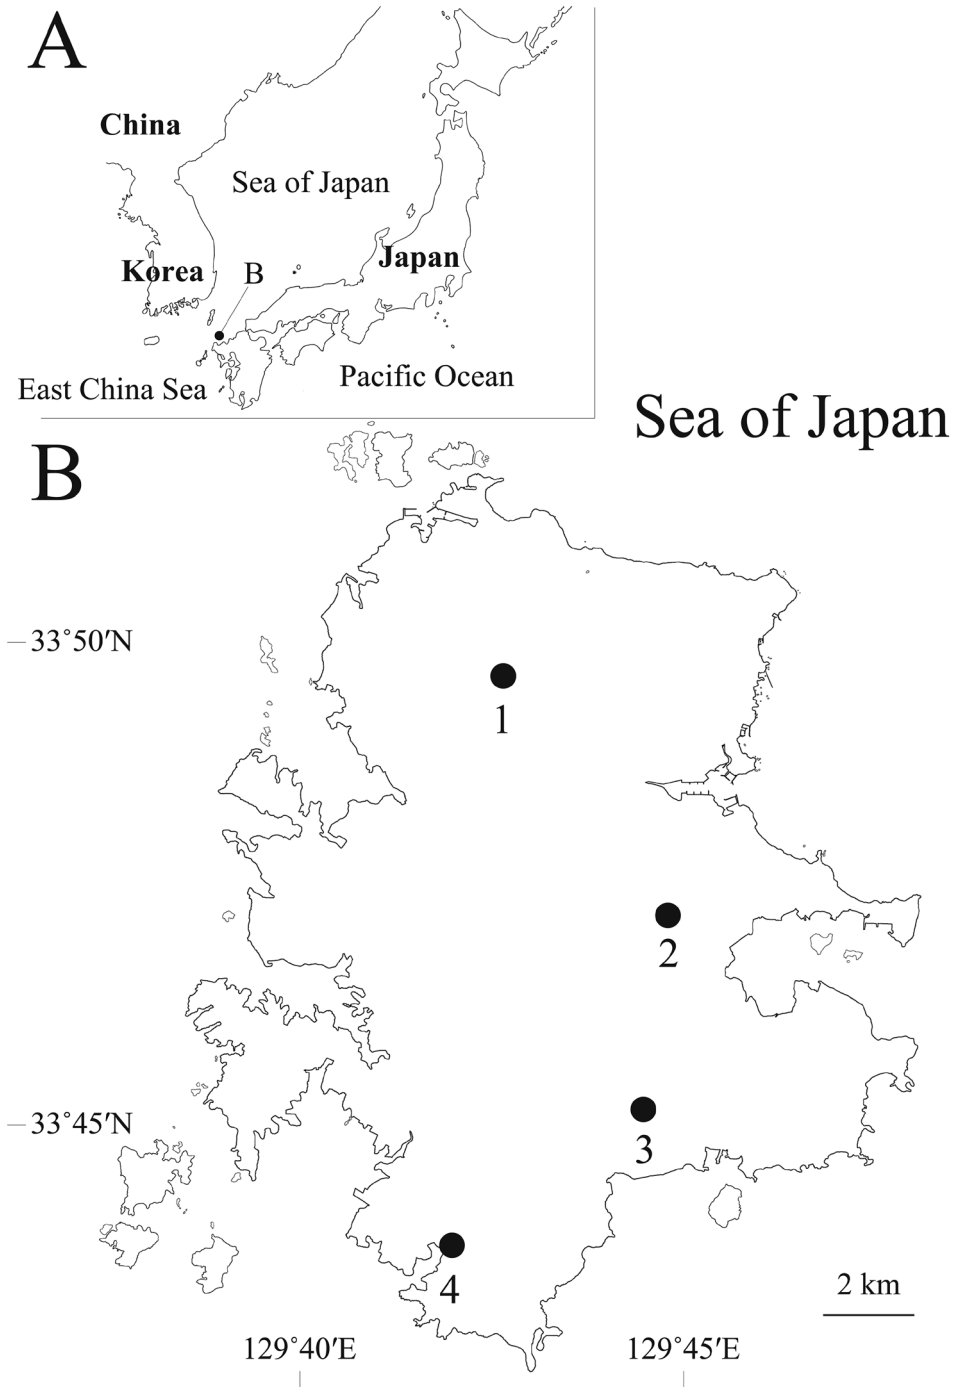 A
China
Sea of Japan
Japan
Korea
B
East China Sea
Pacific Ocean
Sea of Japan
B
33°50′N
1
2
33°45′N
3
4
2 km
129°40′E
129°45′E